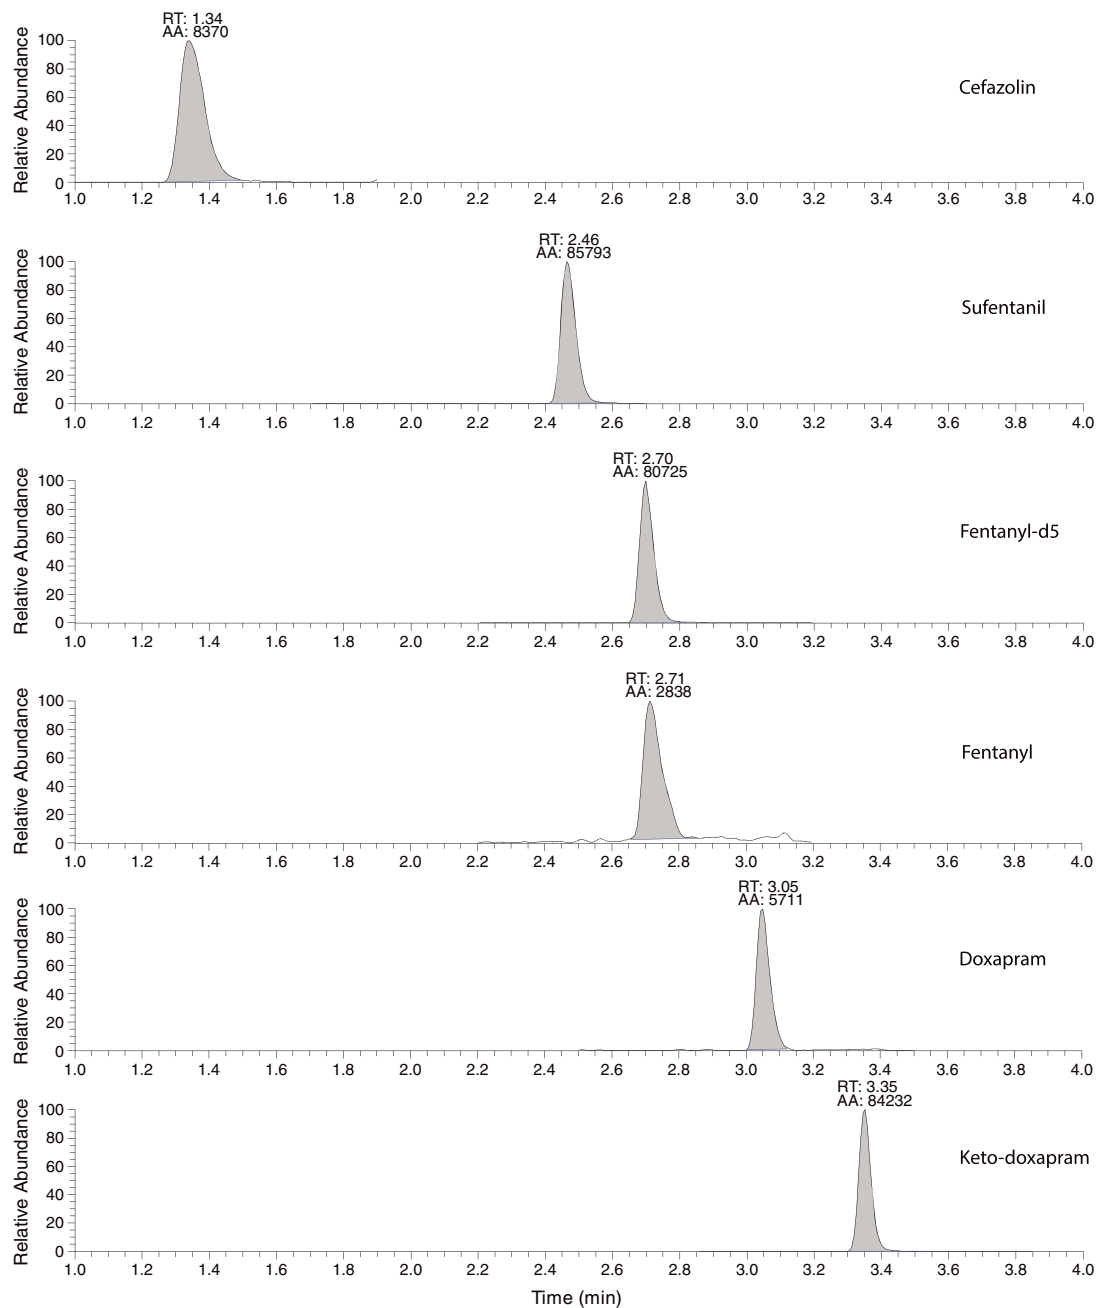 RT: 1.34
AA: 8370
Relative Abundance
100
80
60
40
20
0
Cefazolin
1.0 1.2 1.4 1.6 1.8 2.0 2.2 2.4 2.6 2.8 3.0 3.2 3.4 3.6 3.8 4.0
RT: 2.46
AA: 85793
Relative Abundance
100
80
60
40
20
0
Sufentanil
1.0 1.2 1.4 1.6 1.8 2.0 2.2 2.4 2.6 2.8 3.0 3.2 3.4 3.6 3.8 4.0
RT: 2.70
AA: 80725
Relative Abundance
100
80
60
40
20
0
Fentanyl-d5
1.0 1.2 1.4 1.6 1.8 2.0 2.2 2.4 2.6 2.8 3.0 3.2 3.4 3.6 3.8 4.0
RT: 2.71
AA: 2838
Relative Abundance
100
80
60
40
20
0
Fentanyl
1.0 1.2 1.4 1.6 1.8 2.0 2.2 2.4 2.6 2.8 3.0 3.2 3.4 3.6 3.8 4.0
RT: 3.05
AA: 5711
Relative Abundance
100
80
60
40
20
0
Doxapram
1.0 1.2 1.4 1.6 1.8 2.0 2.2 2.4 2.6 2.8 3.0 3.2 3.4 3.6 3.8 4.0
RT: 3.35
AA: 84232
Relative Abundance
100
80
60
40
20
0
Keto-doxapram
1.0 1.2 1.4 1.6 1.8 2.0 2.2 2.4 2.6 2.8 3.0 3.2 3.4 3.6 3.8 4.0
Time (min)